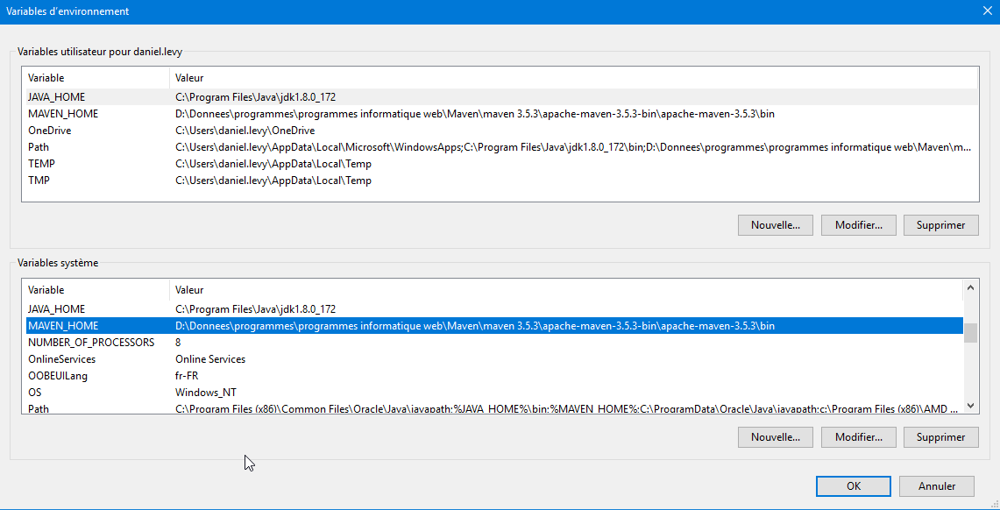 Variables d'environnement
Variables utilisateur pour daniel.levy
Variable Valeur
JAVA_HOME C:\Program Files\Java\jdk1.8.0_172
MAVEN_HOME D:\Donnees\programmes\programmes informatique web\Maven\maven 3.5.3\apache-maven-3.5.3-bin\apache-maven-3.5.3\bin
OneDrive C:\Users\daniel.levy\OneDrive
Path C:\Users\daniel.levy\AppData\Local\Microsoft\WindowsApps;C:\Program Files\Java\jdk1.8.0_172\bin;D:\Donnees\programmes\programmes informatique web\Maven\m...
TEMP C:\Users\daniel.levy\AppData\Local\Temp
TMP C:\Users\daniel.levy\AppData\Local\Temp
Nouvelle... Modifier... Supprimer
Variables système
Variable Valeur
JAVA_HOME C:\Program Files\Java\jdk1.8.0_172
MAVEN_HOME D:\Donnees\programmes\programmes informatique web\Maven\maven 3.5.3\apache-maven-3.5.3-bin\apache-maven-3.5.3\bin
NUMBER_OF_PROCESSORS 8
OnlineServices Online Services
OOBEUILang fr-FR
OS Windows_NT
Path C:\Program Files (x86)\Common Files\Oracle\Java\javapath;%JAVA_HOME%\bin;%MAVEN_HOME%;C:\ProgramData\Oracle\Java\javapath;c:\Program Files (x86)\AMD ...
Nouvelle... Modifier... Supprimer
OK Annuler